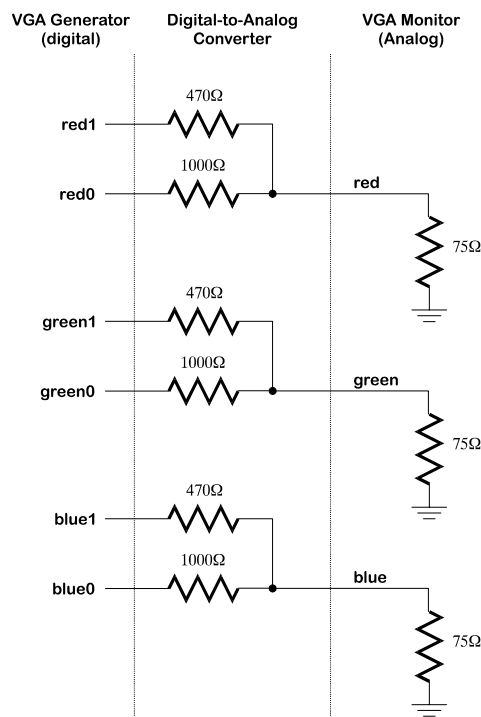 VGA Generator
(digital)
Digital-to-Analog
Converter
VGA Monitor
(Analog)
470Ω
red1
1000Ω
red0
red
75Ω
470Ω
green1
1000Ω
green0
green
75Ω
470Ω
blue1
1000Ω
blue0
blue
75Ω